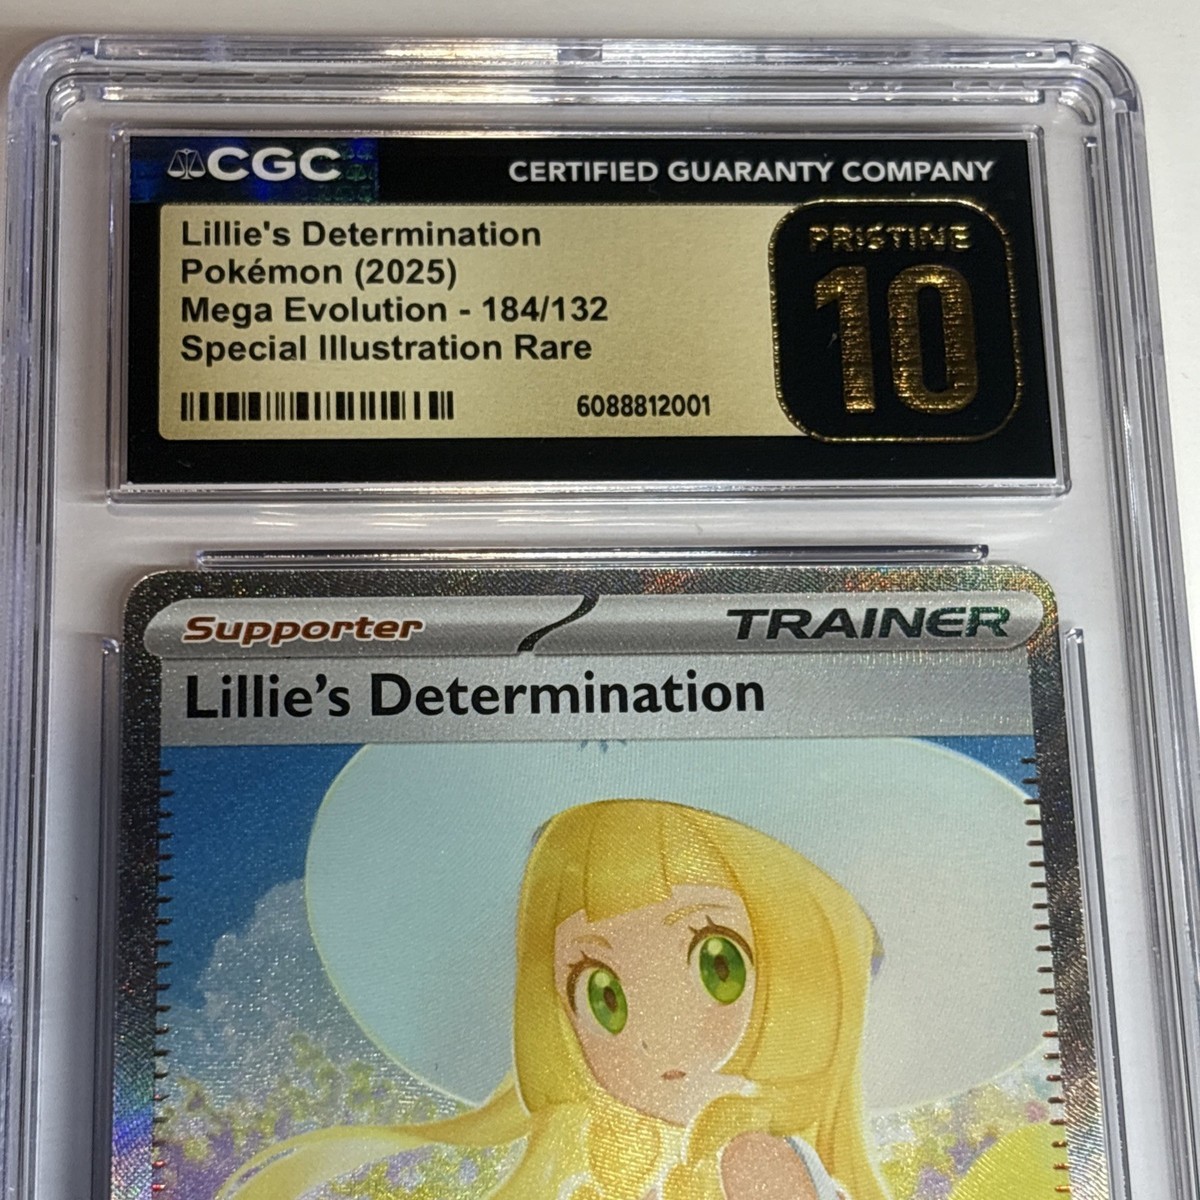 CGC
CERTIFIED GUARANTY COMPANY
Lillie's Determination
Pokémon (2025)
Mega Evolution - 184/132
Special Illustration Rare
6088812001
PRISTINE
10
Supporter
TRAINER
Lillie's Determination